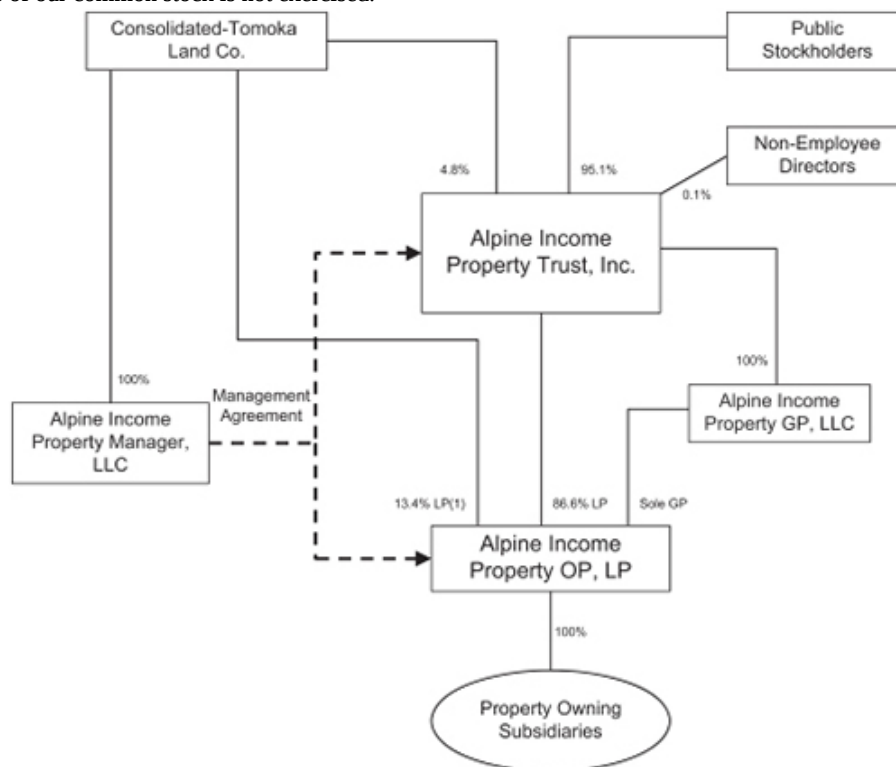 of our common stock is not exercised.
Consolidated-Tomoka
Land Co.
Public
Stockholders
Non-Employee
Directors
4.8%
95.1%
0.1%
Alpine Income
Property Trust, Inc.
100%
100%
Management
Agreement
Alpine Income
Property Manager,
LLC
Alpine Income
Property GP, LLC
13.4% LP(1)
86.6% LP
Sole GP
Alpine Income
Property OP, LP
100%
Property Owning
Subsidiaries